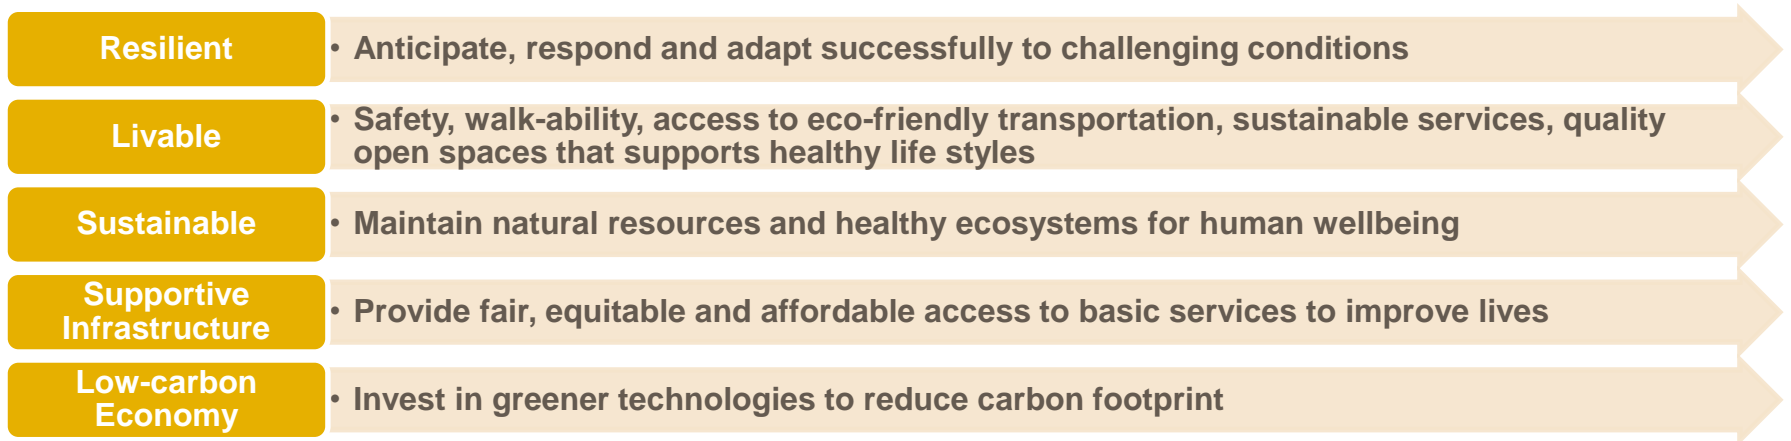 Resilient
• Anticipate, respond and adapt successfully to challenging conditions
Livable
• Safety, walk-ability, access to eco-friendly transportation, sustainable services, quality
open spaces that supports healthy life styles
Sustainable
• Maintain natural resources and healthy ecosystems for human wellbeing
Supportive
Infrastructure
• Provide fair, equitable and affordable access to basic services to improve lives
Low-carbon
Economy
• Invest in greener technologies to reduce carbon footprint